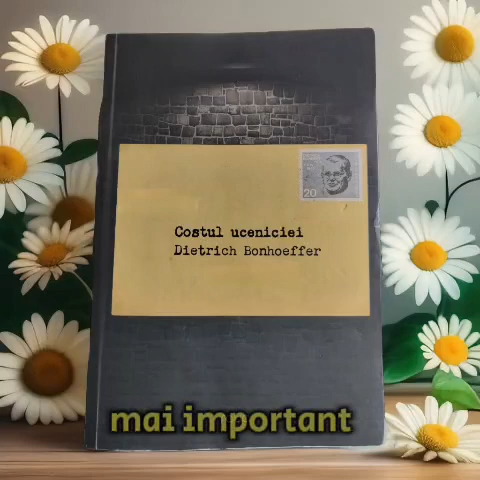 20
Costul uceniciei
Dietrich Bonhoeffer
mai important